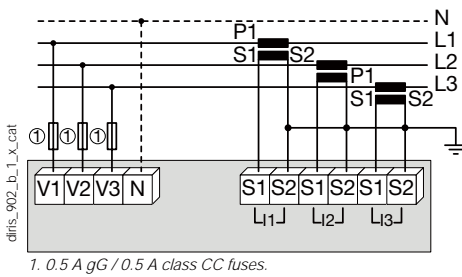 N
L1
L2
L3
P1
S1 S2
P1
S1 S2
① ① ①
V1 V2 V3 N
S1 S2 S1 S2 S1 S2
I1 I2 I3
diris_902_b_1_x_cat
1. 0.5 A gG / 0.5 A class CC fuses.